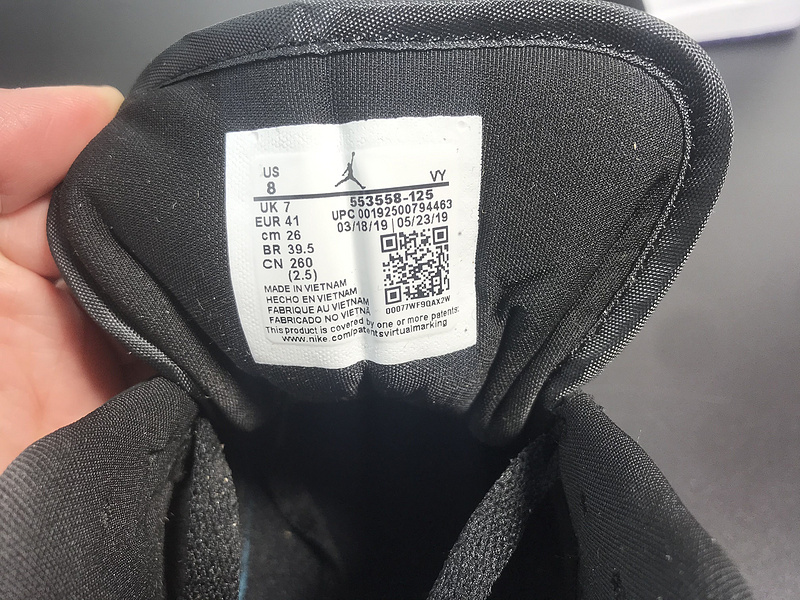 US VY
8
553558-125
UK 7 UPC 00192500794463
EUR 41 03/18/19 | 05/23/19
cm 26
BR 39.5
CN 260
(2.5)
00077WF9QAX2W
MADE IN VIETNAM
HECHO EN VIETNAM
FABRIQUE AU VIETNAM
FABRICADO NO VIETNA
This product is covered by one or more patents:
www.nike.com/patentsvirtualmarking